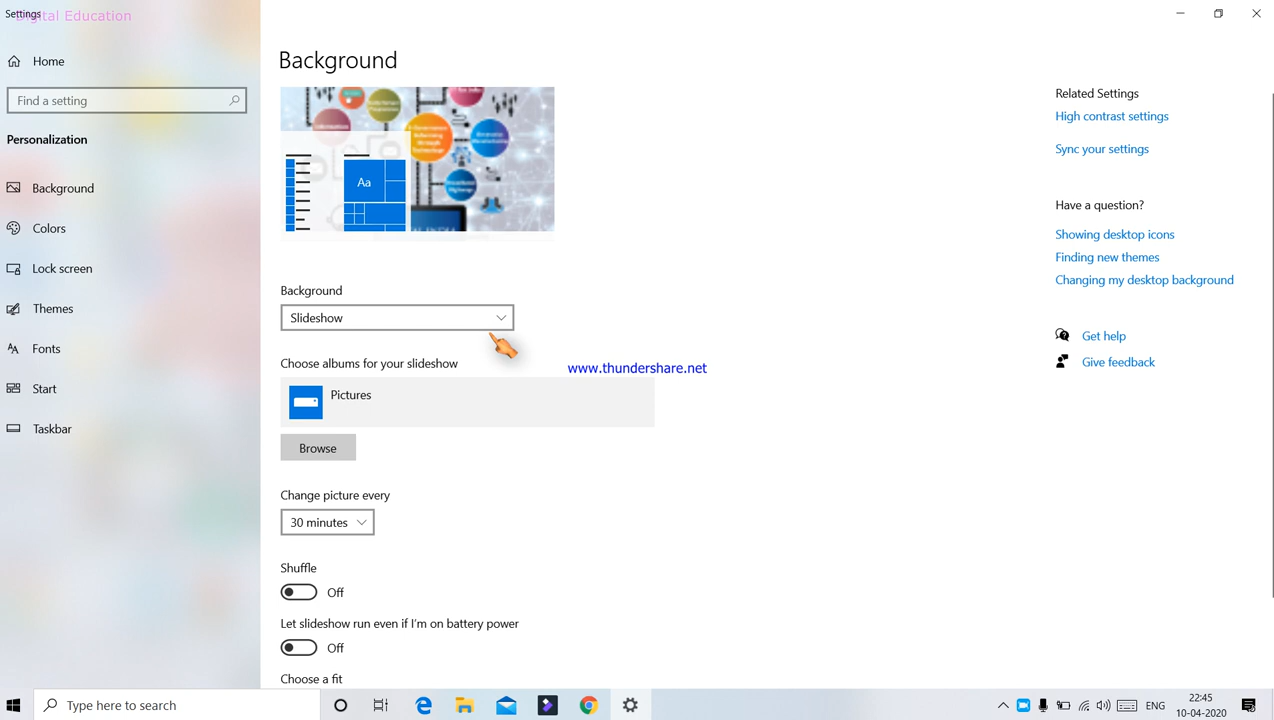 Settings
Digital Education
Home
Find a setting
Personalization
Background
Colors
Lock screen
Themes
Fonts
Start
Taskbar
Background
Aa
Background
Slideshow
Choose albums for your slideshow
www.thundershare.net
Pictures
Browse
Change picture every
30 minutes
Shuffle
Off
Let slideshow run even if I'm on battery power
Off
Choose a fit
Related Settings
High contrast settings
Sync your settings
Have a question?
Showing desktop icons
Finding new themes
Changing my desktop background
Get help
Give feedback
Type here to search
ENG
22:45
10-04-2020